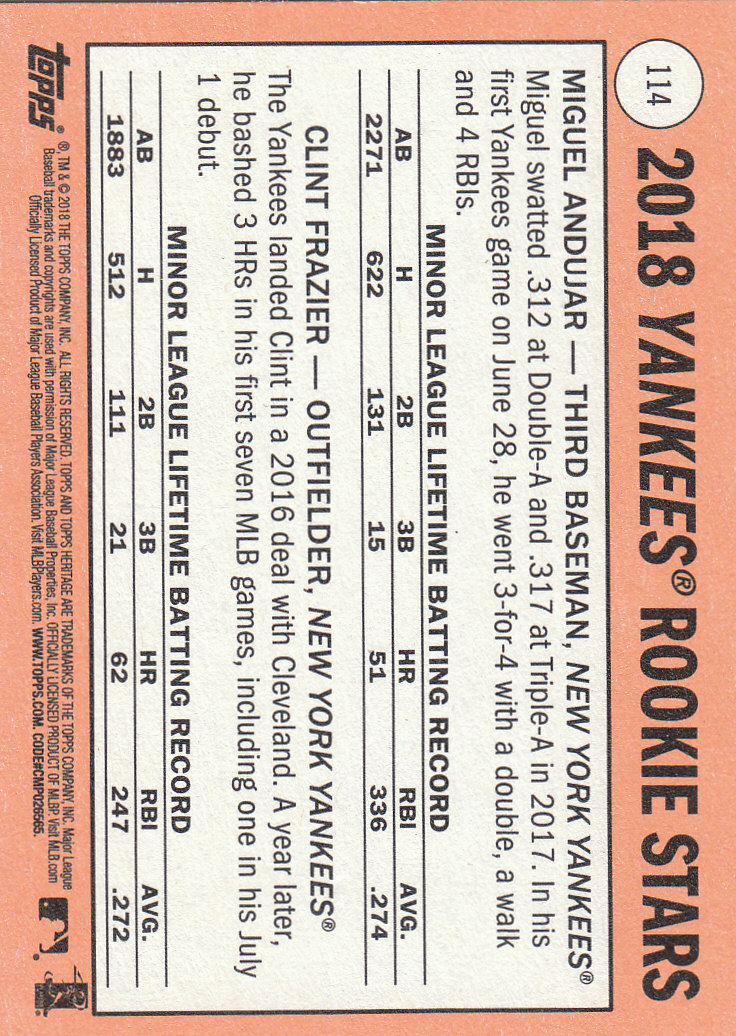 114
2018 YANKEES® ROOKIE STARS
MIGUEL ANDUJAR — THIRD BASEMAN, NEW YORK YANKEES®
Miguel swatted .312 at Double-A and .317 at Triple-A in 2017. In his
first Yankees game on June 28, he went 3-for-4 with a double, a walk
and 4 RBIs.
MINOR LEAGUE LIFETIME BATTING RECORD
AB H 2B 3B HR RBI AVG.
2271 622 131 15 51 336 .274
CLINT FRAZIER — OUTFIELDER, NEW YORK YANKEES®
The Yankees landed Clint in a 2016 deal with Cleveland. A year later,
he bashed 3 HRs in his first seven MLB games, including one in his July
1 debut.
MINOR LEAGUE LIFETIME BATTING RECORD
AB H 2B 3B HR RBI AVG.
1883 512 111 21 62 247 .272
topps®
®, TM & © 2018 THE TOPPS COMPANY, INC. ALL RIGHTS RESERVED. TOPPS AND TOPPS HERITAGE ARE TRADEMARKS OF THE TOPPS COMPANY, INC. Major League
Baseball trademarks and copyrights are used with permission of Major League Baseball Properties, Inc. OFFICIALLY LICENSED PRODUCT OF MLBP. Visit MLB.com
Officially Licensed Product of Major League Baseball Players Association. Visit MLBPlayers.com. WWW.TOPPS.COM. CODE#CMP026565.